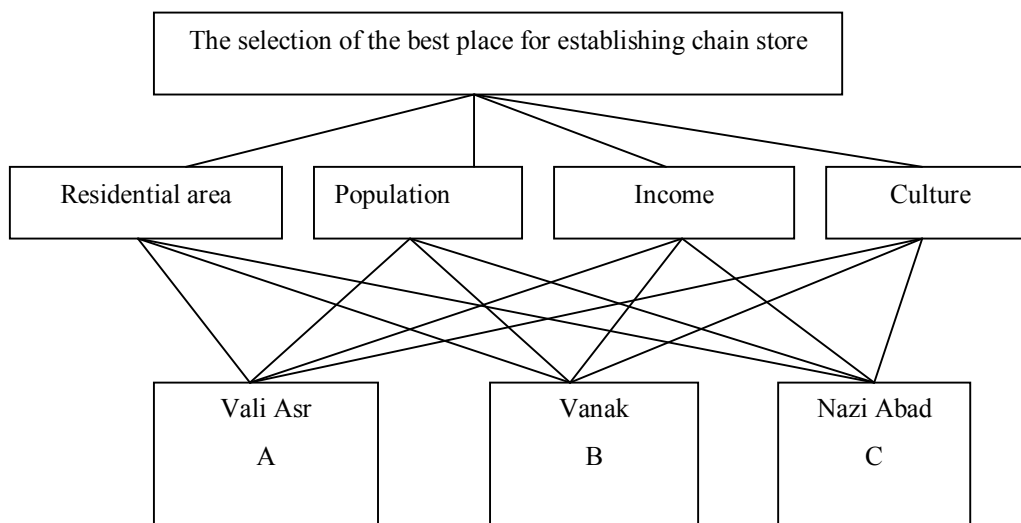 The selection of the best place for establishing chain store
Residential area
Population
Income
Culture
Vali Asr
A
Vanak
B
Nazi Abad
C